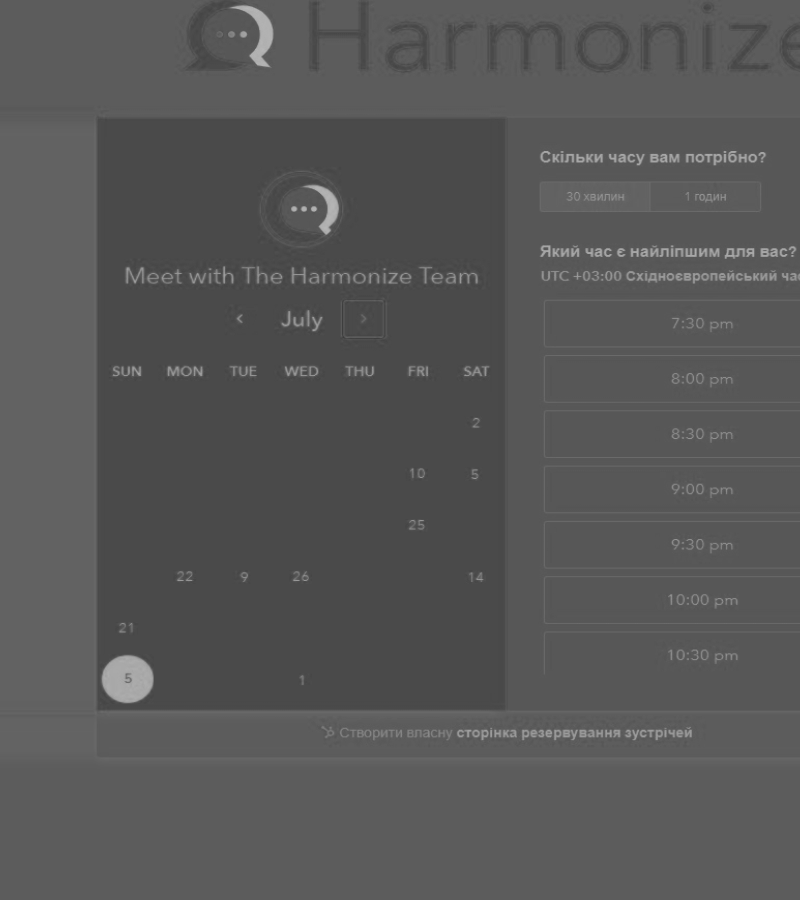 Harmonize
Meet with The Harmonize Team
July
SUN MON TUE WED THU FRI SAT
2
10 5
25
22 9 26 14
21
5 1
Скільки часу вам потрібно?
30 хвилин 1 годин
Який час є найліпшим для вас?
UTC +03:00 Східноєвропейський час
7:30 pm
8:00 pm
8:30 pm
9:00 pm
9:30 pm
10:00 pm
10:30 pm
Створити власну сторінка резервування зустрічей